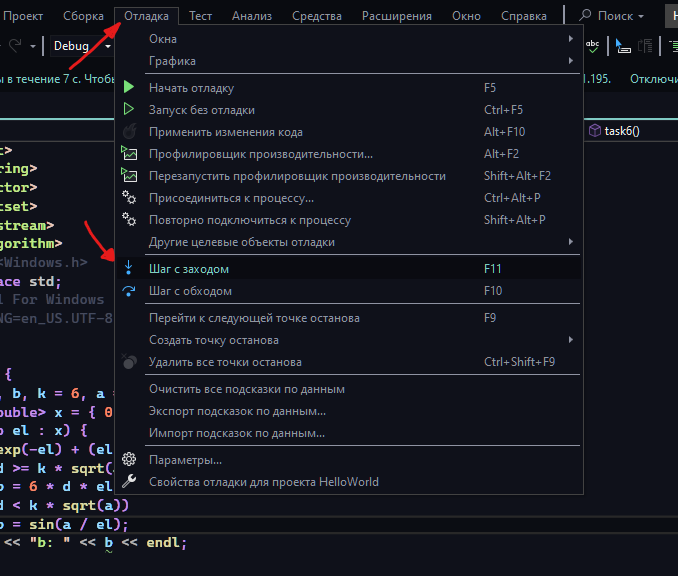 Проект Сборка Отладка Тест Анализ Средства Расширения Окно Справка Поиск
Debug
abc
Окна
Графика
ы в течение 7 с. Чтобы
.195. Отключи
Начать отладку F5
Запуск без отладки Ctrl+F5
Применить изменения кода Alt+F10
task6()
Профилировщик производительности... Alt+F2
Перезапустить профилировщик производительности Shift+Alt+F2
Присоединиться к процессу... Ctrl+Alt+P
Повторно подключиться к процессу Shift+Alt+P
Другие целевые объекты отладки
Шаг с заходом F11
Шаг с обходом F10
Перейти к следующей точке останова F9
Создать точку останова
Удалить все точки останова Ctrl+Shift+F9
Очистить все подсказки по данным
Экспорт подсказок по данным...
Импорт подсказок по данным...
Параметры...
Свойства отладки для проекта HelloWorld
t>
ring>
ctor>
tset>
stream>
gorithm>
<Windows.h>
ace std;
l For Windows
NG=en_US.UTF-8
{
, b, k = 6, a
ouble> x = { 0
o el : x) {
exp(-el) + (el
d >= k * sqrt(
b = 6 * d * el
d < k * sqrt(a))
b = sin(a / el);
<< "b: " << b << endl;